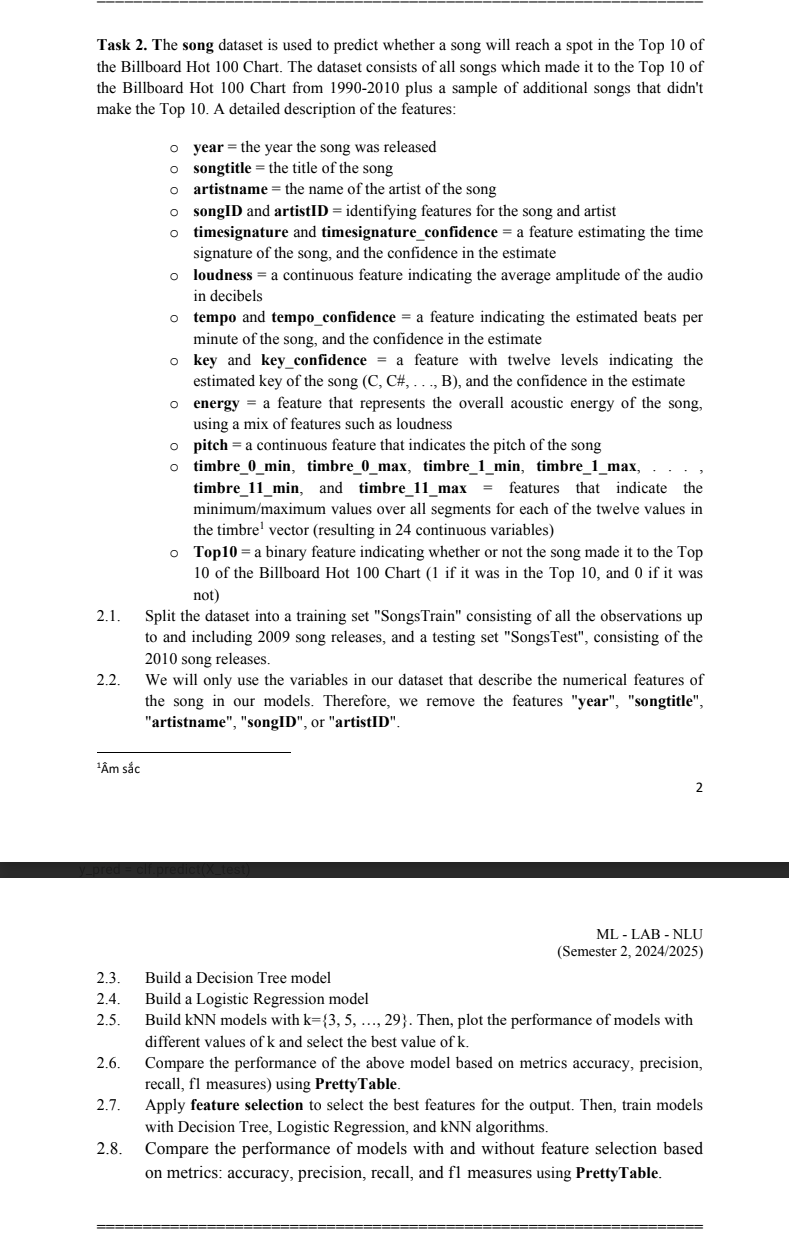 Task 2. The song dataset is used to predict whether a song will reach a spot in the Top 10 of
the Billboard Hot 100 Chart. The dataset consists of all songs which made it to the Top 10 of
the Billboard Hot 100 Chart from 1990-2010 plus a sample of additional songs that didn't
make the Top 10. A detailed description of the features:
o year = the year the song was released
o songtitle = the title of the song
o artistname = the name of the artist of the song
o songID and artistID = identifying features for the song and artist
o timesignature and timesignature_confidence = a feature estimating the time
signature of the song, and the confidence in the estimate
o loudness = a continuous feature indicating the average amplitude of the audio
in decibels
o tempo and tempo_confidence = a feature indicating the estimated beats per
minute of the song, and the confidence in the estimate
o key and key_confidence = a feature with twelve levels indicating the
estimated key of the song (C, C#, . . ., B), and the confidence in the estimate
o energy = a feature that represents the overall acoustic energy of the song,
using a mix of features such as loudness
o pitch = a continuous feature that indicates the pitch of the song
o timbre_0_min, timbre_0_max, timbre_1_min, timbre_1_max, . . . ,
timbre_11_min, and timbre_11_max = features that indicate the
minimum/maximum values over all segments for each of the twelve values in
the timbre¹ vector (resulting in 24 continuous variables)
o Top10 = a binary feature indicating whether or not the song made it to the Top
10 of the Billboard Hot 100 Chart (1 if it was in the Top 10, and 0 if it was
not)
2.1. Split the dataset into a training set "SongsTrain" consisting of all the observations up
to and including 2009 song releases, and a testing set "SongsTest", consisting of the
2010 song releases.
2.2. We will only use the variables in our dataset that describe the numerical features of
the song in our models. Therefore, we remove the features "year", "songtitle",
"artistname", "songID", or "artistID".
¹Âm sắc
2
y_pred = clf.predict(X_test)
ML - LAB - NLU
(Semester 2, 2024/2025)
2.3. Build a Decision Tree model
2.4. Build a Logistic Regression model
2.5. Build kNN models with k={3, 5, …, 29}. Then, plot the performance of models with
different values of k and select the best value of k.
2.6. Compare the performance of the above model based on metrics accuracy, precision,
recall, f1 measures) using PrettyTable.
2.7. Apply feature selection to select the best features for the output. Then, train models
with Decision Tree, Logistic Regression, and kNN algorithms.
2.8. Compare the performance of models with and without feature selection based
on metrics: accuracy, precision, recall, and f1 measures using PrettyTable.